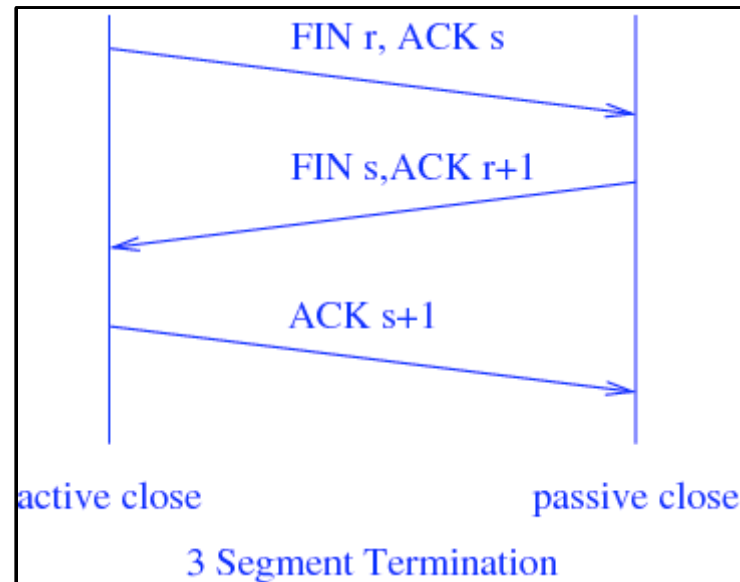 FIN r, ACK s
FIN s,ACK r+1
ACK s+1
active close
passive close
3 Segment Termination